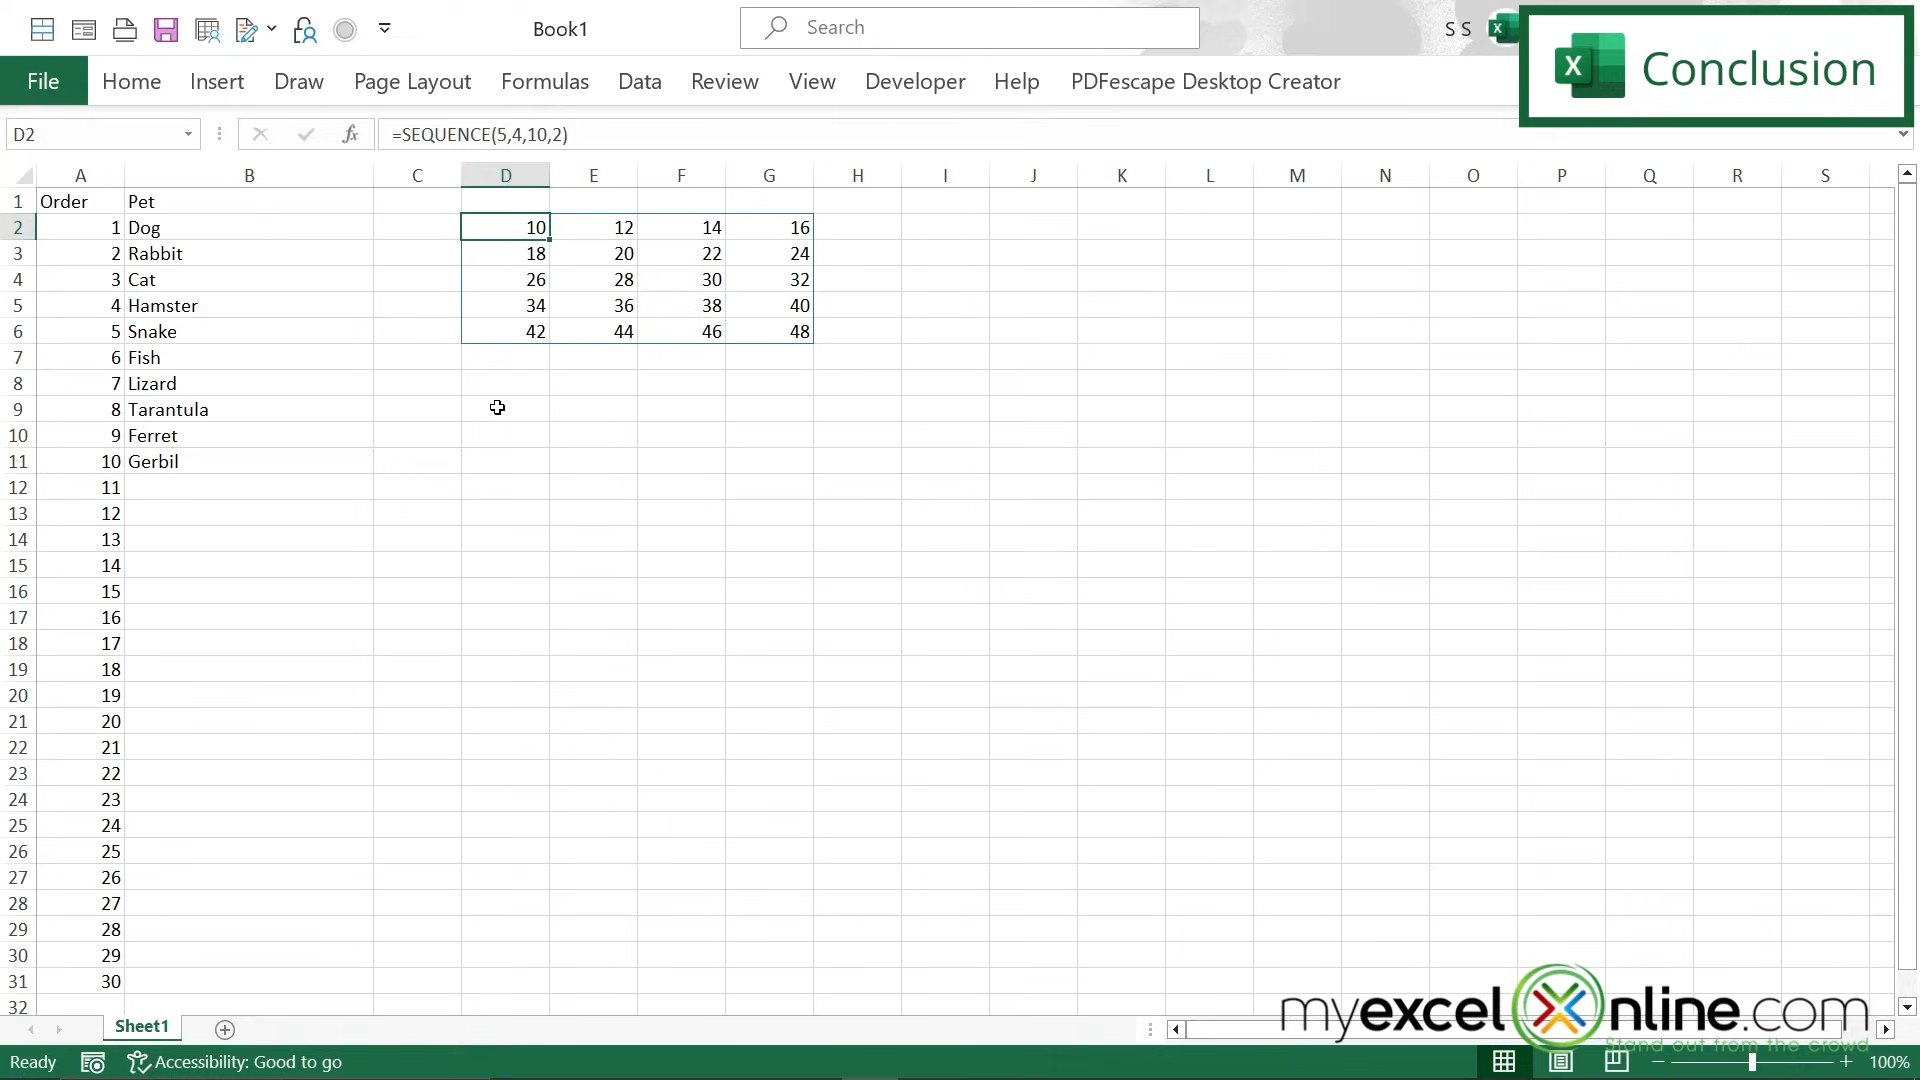 Book1
Search
S S
Conclusion
File Home Insert Draw Page Layout Formulas Data Review View Developer Help PDFescape Desktop Creator
D2 fx =SEQUENCE(5,4,10,2)
A B C D E F G H I J K L M N O P Q R S
1 Order Pet
2 1 Dog 10 12 14 16
3 2 Rabbit 18 20 22 24
4 3 Cat 26 28 30 32
5 4 Hamster 34 36 38 40
6 5 Snake 42 44 46 48
7 6 Fish
8 7 Lizard
9 8 Tarantula
10 9 Ferret
11 10 Gerbil
12 11
13 12
14 13
15 14
16 15
17 16
18 17
19 18
20 19
21 20
22 21
23 22
24 23
25 24
26 25
27 26
28 27
29 28
30 29
31 30
32
myexcelonline.com
Stand out from the crowd
Sheet1
Ready Accessibility: Good to go 100%